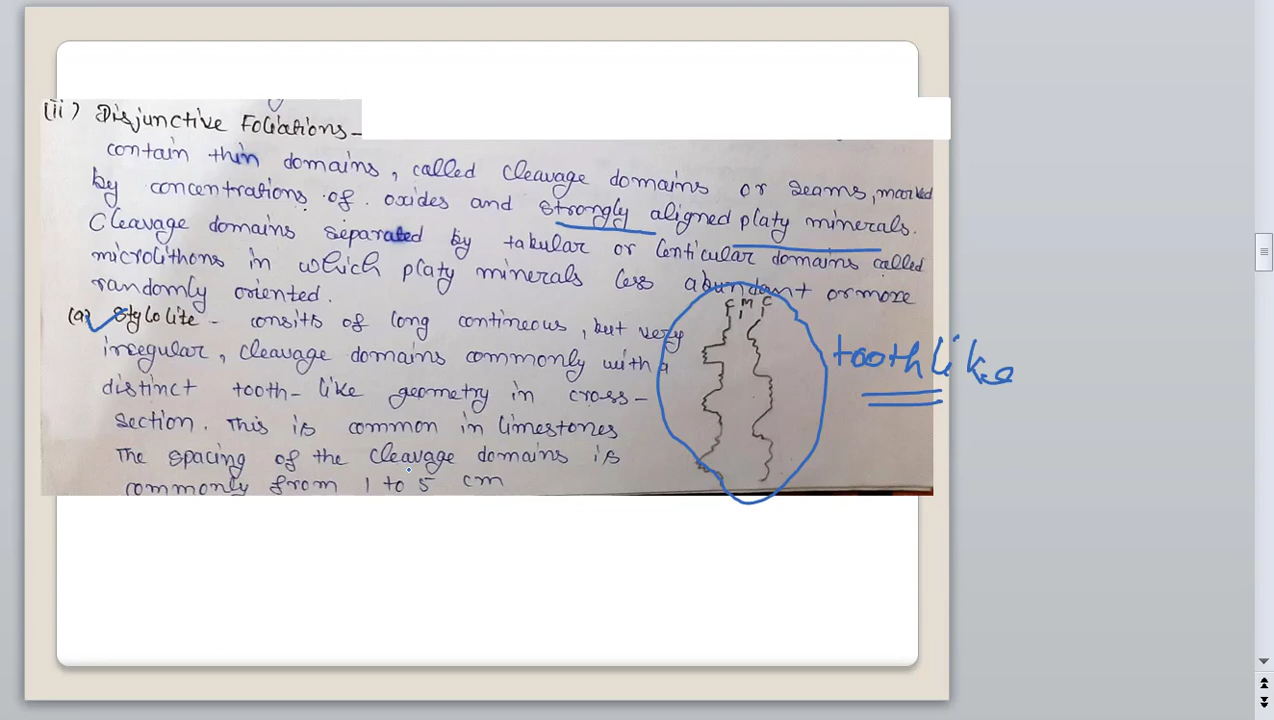 (ii) Disjunctive Foliations -
contain thin domains, called cleavage domains or seams, marked
by concentrations of oxides and strongly aligned platy minerals.
Cleavage domains separated by tabular or lenticular domains called
microlithons in which platy minerals less abundant or more
randomly oriented.
(a) Stylolite - consits of long contineous, but very
irregular, cleavage domains commonly with a
distinct tooth-like geometry in cross-
section. This is common in limestones
The spacing of the cleavage domains is
commonly from 1 to 5 cm
C M C
toothlike